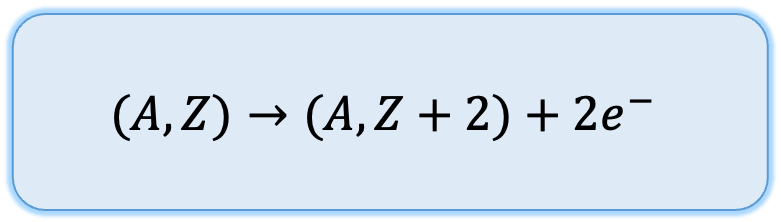 (A, Z) → (A, Z + 2) + 2e⁻